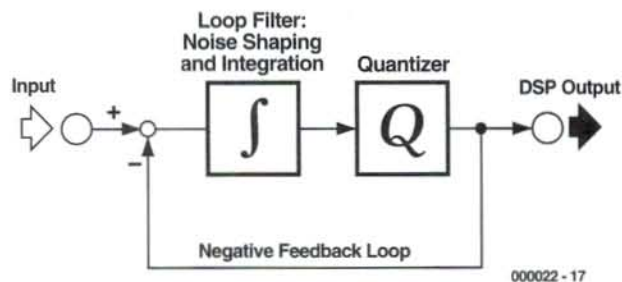 Loop Filter:
Noise Shaping
and Integration
Quantizer
Input
DSP Output
+
−
∫
Q
Negative Feedback Loop
000022 - 17